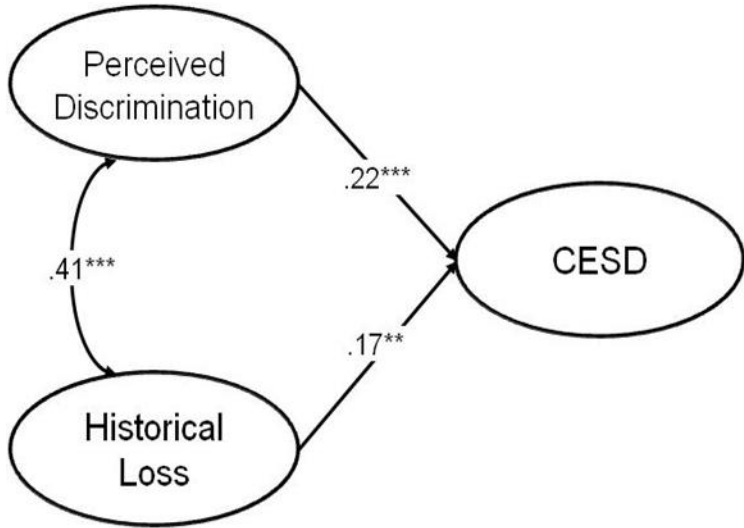 Perceived
Discrimination
.22***
CESD
.41***
.17**
Historical
Loss